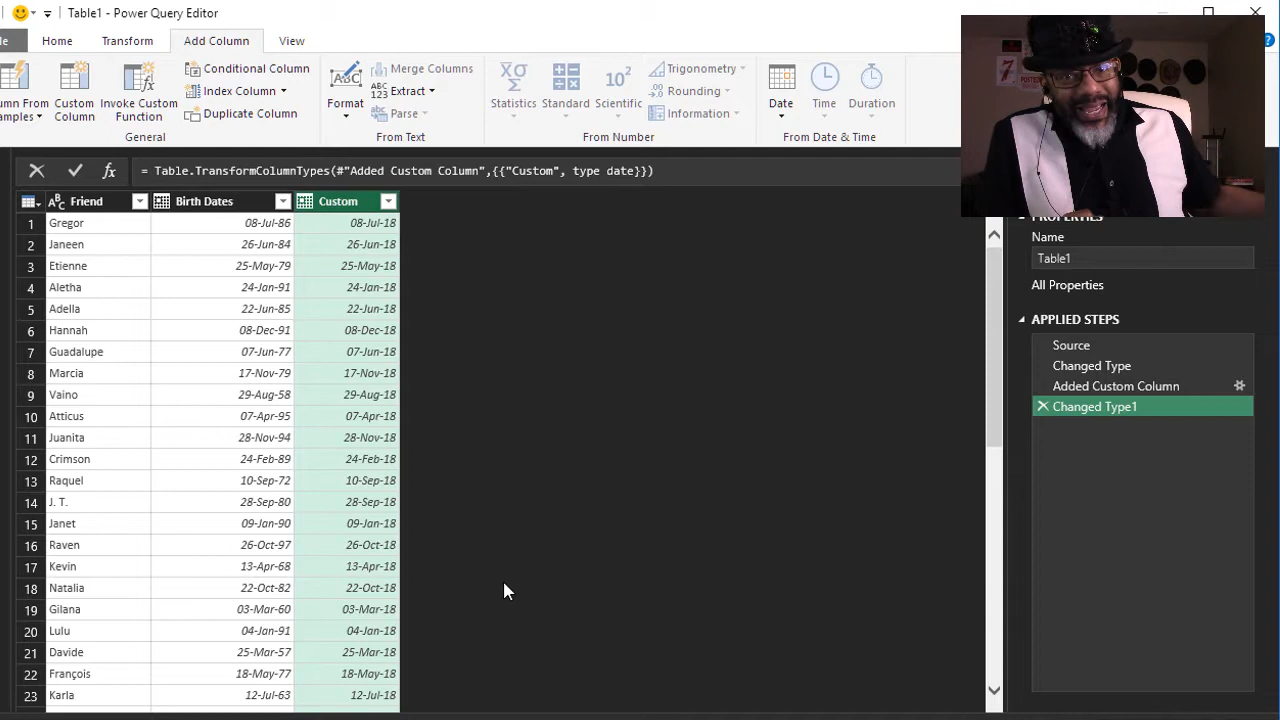 Table1 - Power Query Editor
le Home Transform Add Column View
Column From Examples
Custom Column
Invoke Custom Function
Conditional Column
Index Column
Duplicate Column
General
ABC Format
Merge Columns
ABC 123 Extract
abc Parse
From Text
XΣ σ Statistics
Standard
10² Scientific
Trigonometry
Rounding
Information
From Number
Date
Time
Duration
From Date & Time
fx = Table.TransformColumnTypes(#"Added Custom Column",{{"Custom", type date}})
ABC Friend Birth Dates Custom
1 Gregor 08-Jul-86 08-Jul-18
2 Janeen 26-Jun-84 26-Jun-18
3 Etienne 25-May-79 25-May-18
4 Aletha 24-Jan-91 24-Jan-18
5 Adella 22-Jun-85 22-Jun-18
6 Hannah 08-Dec-91 08-Dec-18
7 Guadalupe 07-Jun-77 07-Jun-18
8 Marcia 17-Nov-79 17-Nov-18
9 Vaino 29-Aug-58 29-Aug-18
10 Atticus 07-Apr-95 07-Apr-18
11 Juanita 28-Nov-94 28-Nov-18
12 Crimson 24-Feb-89 24-Feb-18
13 Raquel 10-Sep-72 10-Sep-18
14 J. T. 28-Sep-80 28-Sep-18
15 Janet 09-Jan-90 09-Jan-18
16 Raven 26-Oct-97 26-Oct-18
17 Kevin 13-Apr-68 13-Apr-18
18 Natalia 22-Oct-82 22-Oct-18
19 Gilana 03-Mar-60 03-Mar-18
20 Lulu 04-Jan-91 04-Jan-18
21 Davide 25-Mar-57 25-Mar-18
22 François 18-May-77 18-May-18
23 Karla 12-Jul-63 12-Jul-18
PROPERTIES
Name
Table1
All Properties
APPLIED STEPS
Source
Changed Type
Added Custom Column
Changed Type1